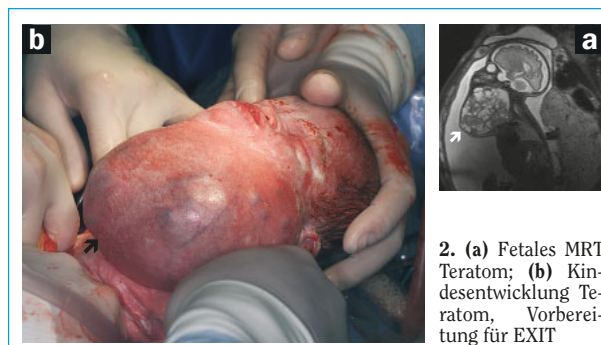 b
a
2. (a) Fetales MRT
Teratom; (b) Kin-
desentwicklung Te-
ratom, Vorberei-
tung für EXIT